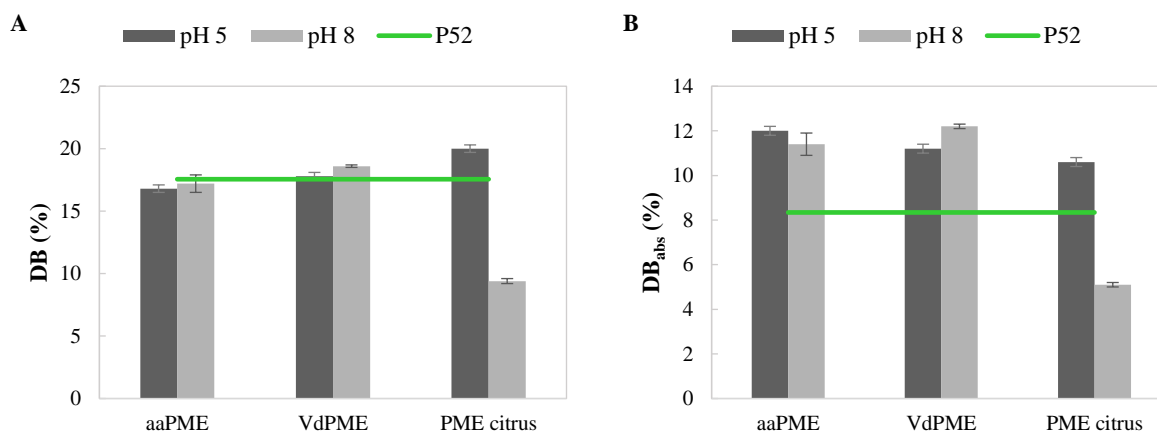 A
pH 5 pH 8 P52
DB (%)
25
20
15
10
5
0
aaPME VdPME PME citrus
B
pH 5 pH 8 P52
DBabs (%)
14
12
10
8
6
4
2
0
aaPME VdPME PME citrus